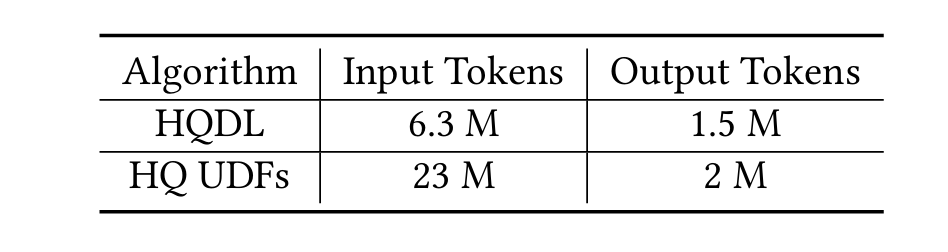 Algorithm Input Tokens Output Tokens
HQDL 6.3 M 1.5 M
HQ UDFs 23 M 2 M